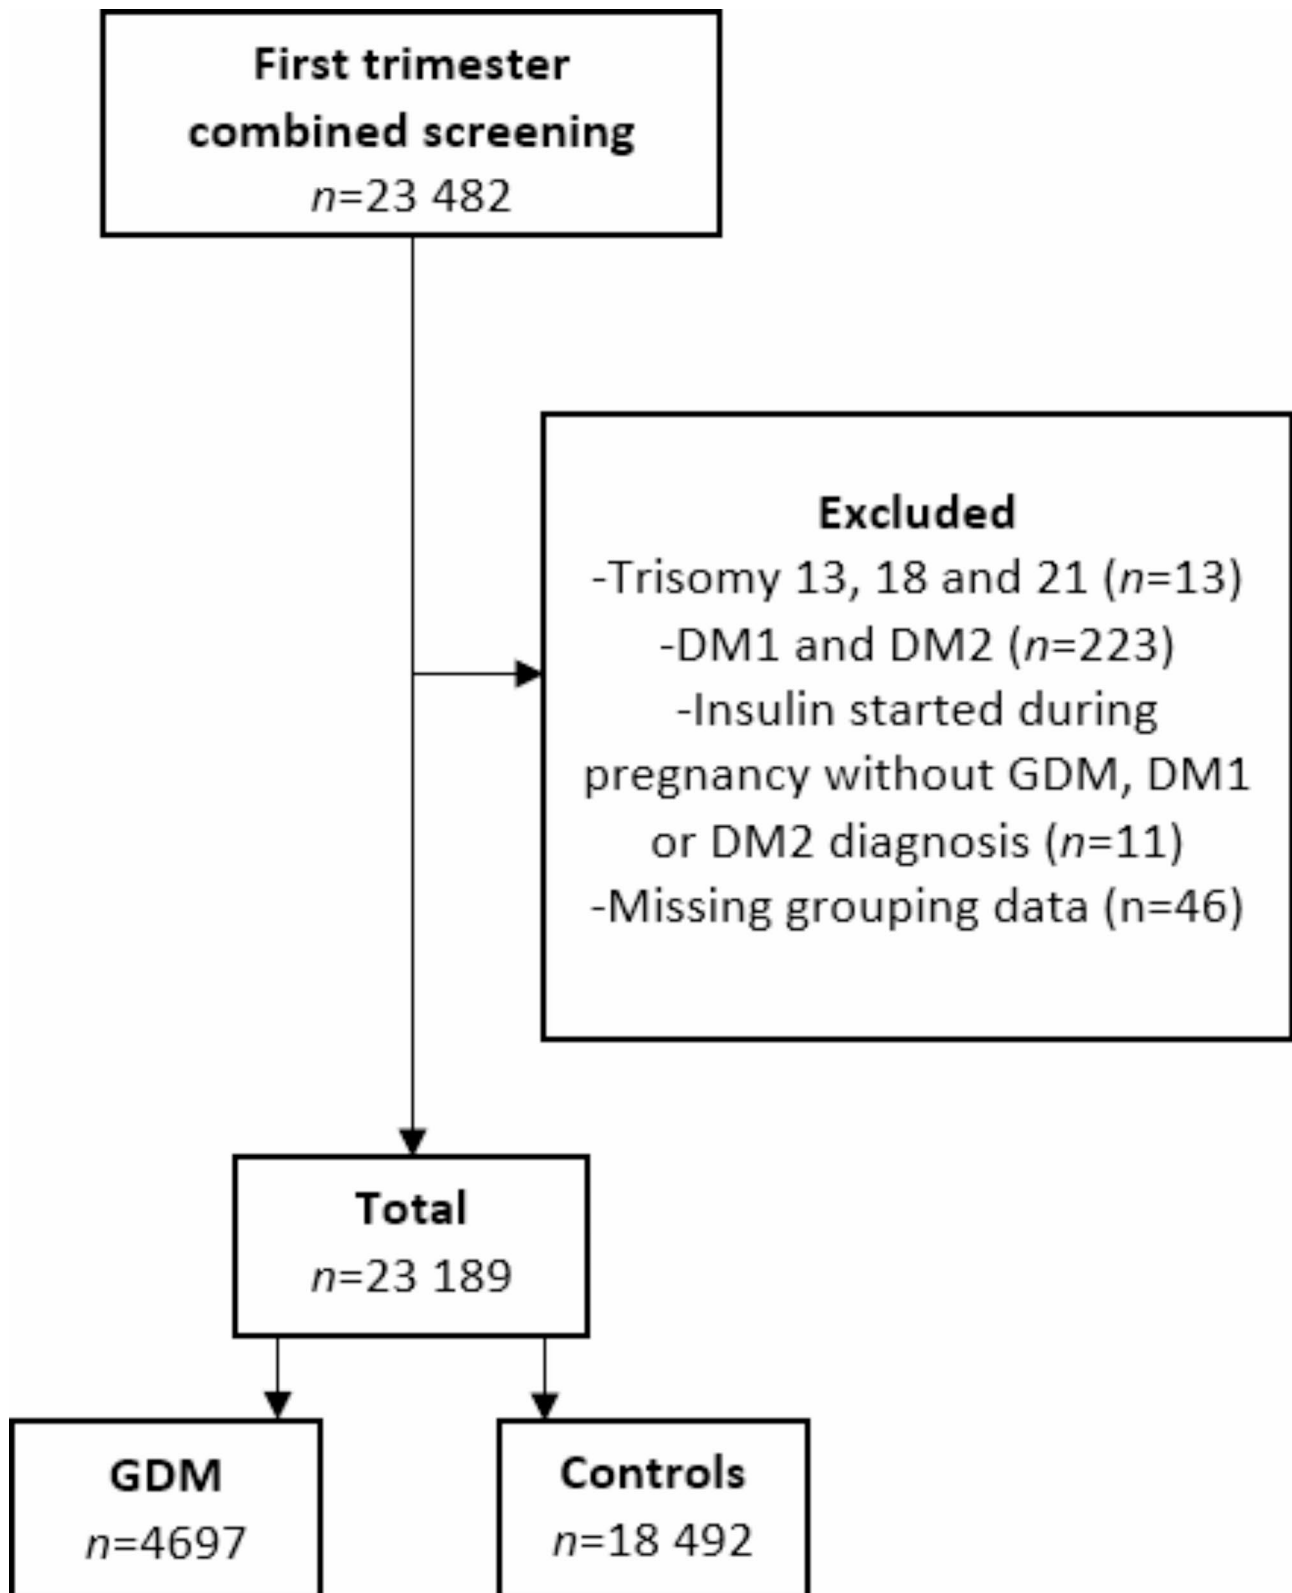 First trimester
combined screening
n=23 482
Excluded
-Trisomy 13, 18 and 21 (n=13)
-DM1 and DM2 (n=223)
-Insulin started during
pregnancy without GDM, DM1
or DM2 diagnosis (n=11)
-Missing grouping data (n=46)
Total
n=23 189
GDM
n=4697
Controls
n=18 492